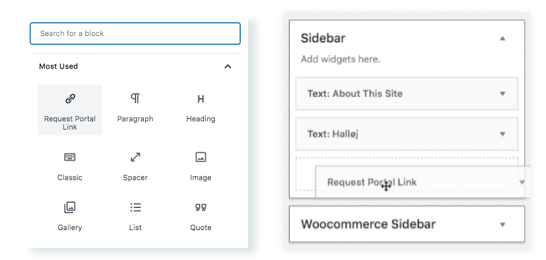 Search for a block
Most Used
Request Portal
Link
Paragraph
H
Heading
Classic
Spacer
Image
Gallery
List
Quote
Sidebar
Add widgets here.
Text: About This Site
Text: Halløj
Request Portal Link
Woocommerce Sidebar